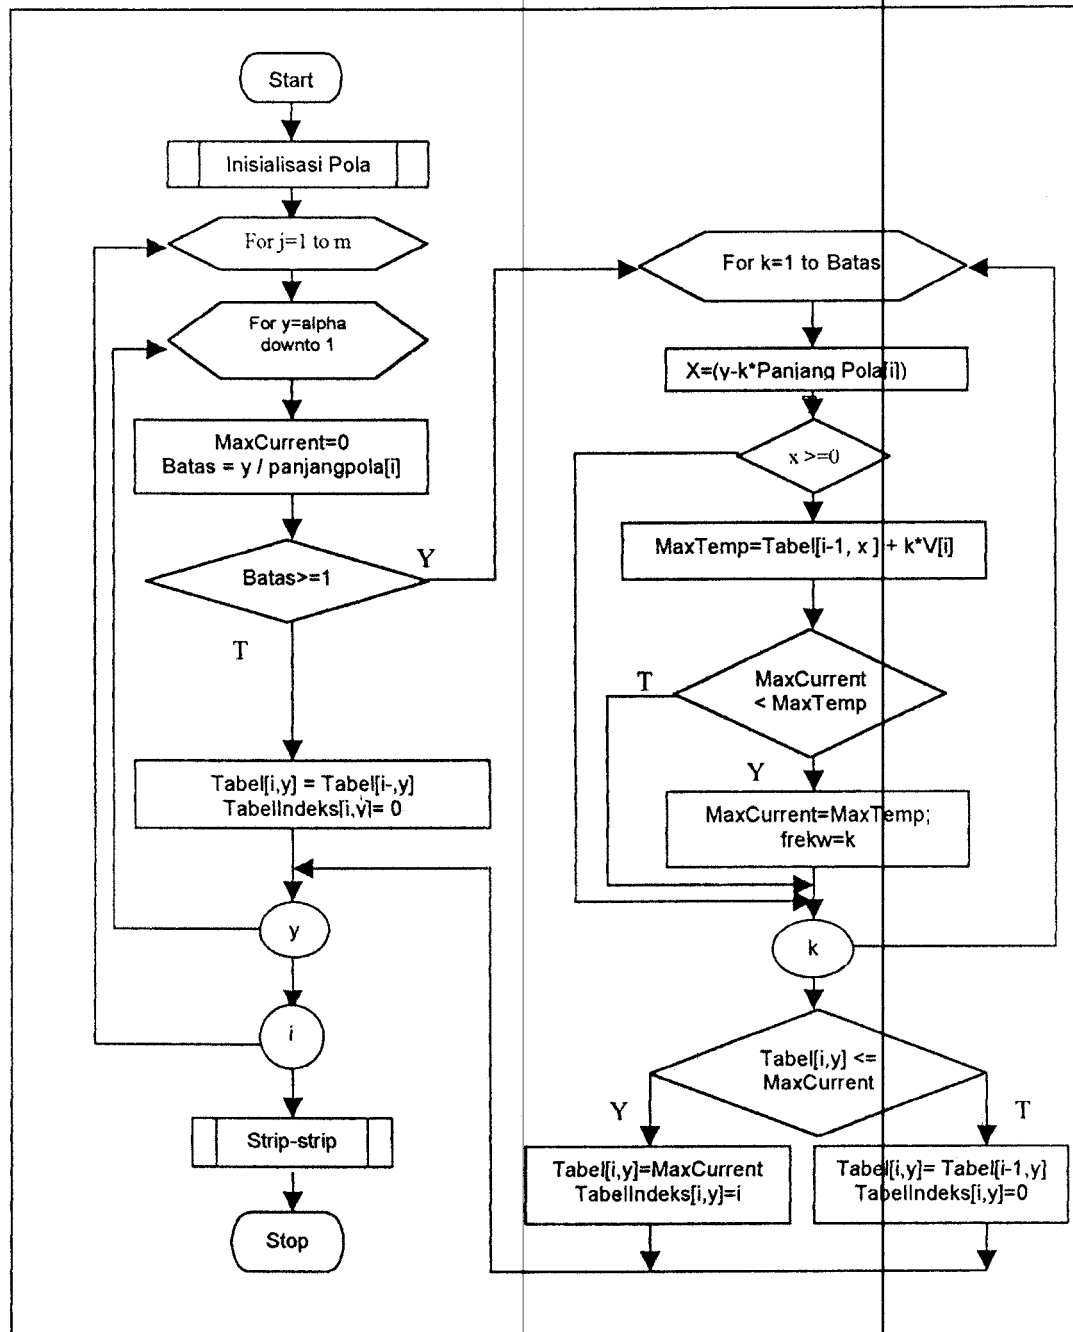 Start
Inisialisasi Pola
For j=1 to m
For y=alpha
downto 1
MaxCurrent=0
Batas = y / panjangpola[i]
Batas>=1
Y
T
Tabel[i,y] = Tabel[i-,y]
TabelIndeks[i,y]= 0
y
i
Strip-strip
Stop
For k=1 to Batas
X=(y-k*Panjang Pola[i])
x >=0
MaxTemp=Tabel[i-1, x ] + k*V[i]
MaxCurrent
< MaxTemp
T
Y
MaxCurrent=MaxTemp;
frekw=k
k
Tabel[i,y] <=
MaxCurrent
Y
T
Tabel[i,y]=MaxCurrent
TabelIndeks[i,y]=i
Tabel[i,y]= Tabel[i-1,y]
TabelIndeks[i,y]=0